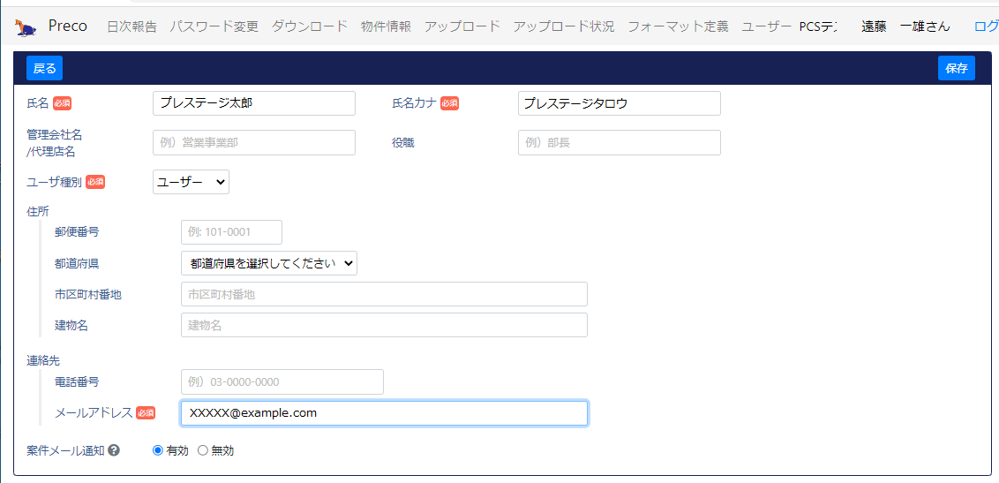 Preco 日次報告 パスワード変更 ダウンロード 物件情報 アップロード アップロード状況 フォーマット定義 ユーザー PCSテス 遠藤 一雄さん ログ
戻る 保存
氏名 必須 プレステージ太郎 氏名カナ 必須 プレステージタロウ
管理会社名
/代理店名 例）営業事業部 役職 例）部長
ユーザ種別 必須 ユーザー
住所
郵便番号 例: 101-0001
都道府県 都道府県を選択してください
市区町村番地 市区町村番地
建物名 建物名
連絡先
電話番号 例）03-0000-0000
メールアドレス 必須 XXXXX@example.com
案件メール通知 ? 有効 無効